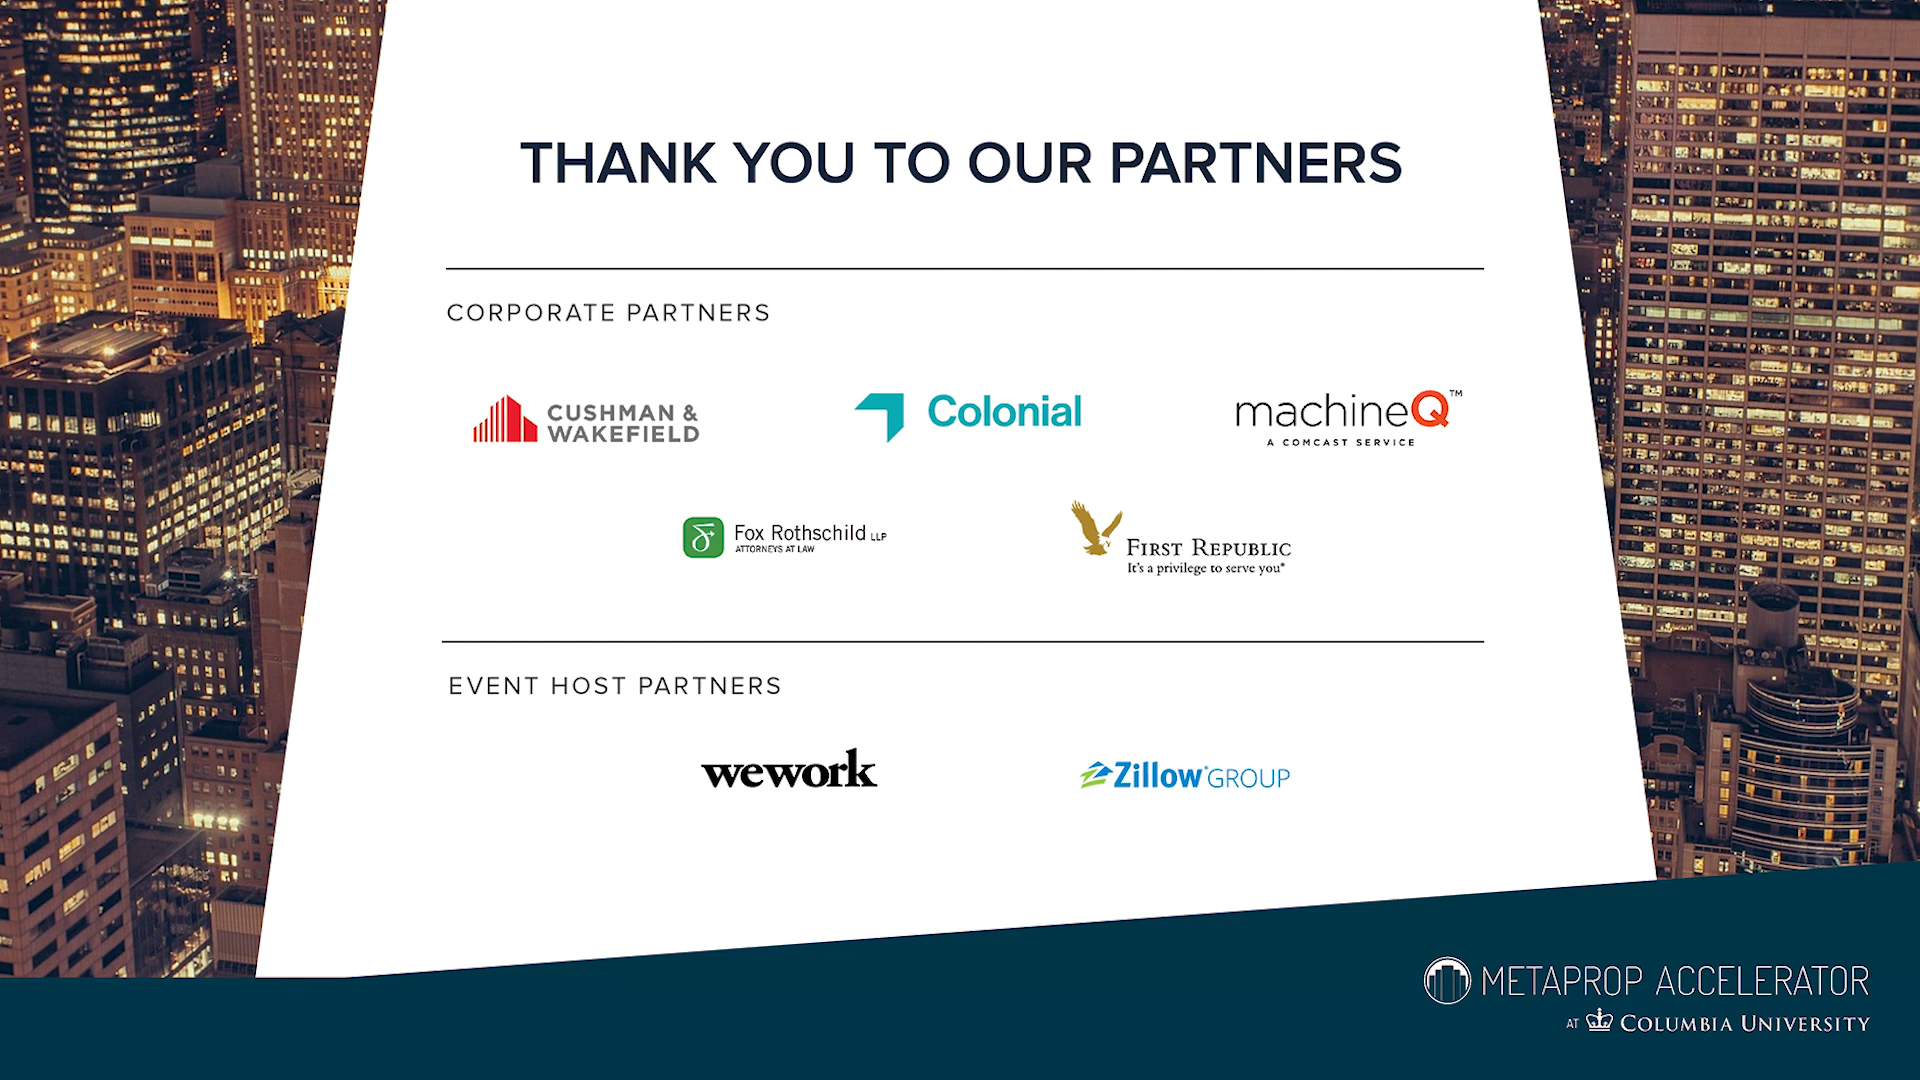 THANK YOU TO OUR PARTNERS
CORPORATE PARTNERS
CUSHMAN &
WAKEFIELD
Colonial
machineQ™
A COMCAST SERVICE
Fox Rothschild LLP
ATTORNEYS AT LAW
FIRST REPUBLIC
It's a privilege to serve you®
EVENT HOST PARTNERS
wework
Zillow® GROUP
METAPROP ACCELERATOR
AT COLUMBIA UNIVERSITY